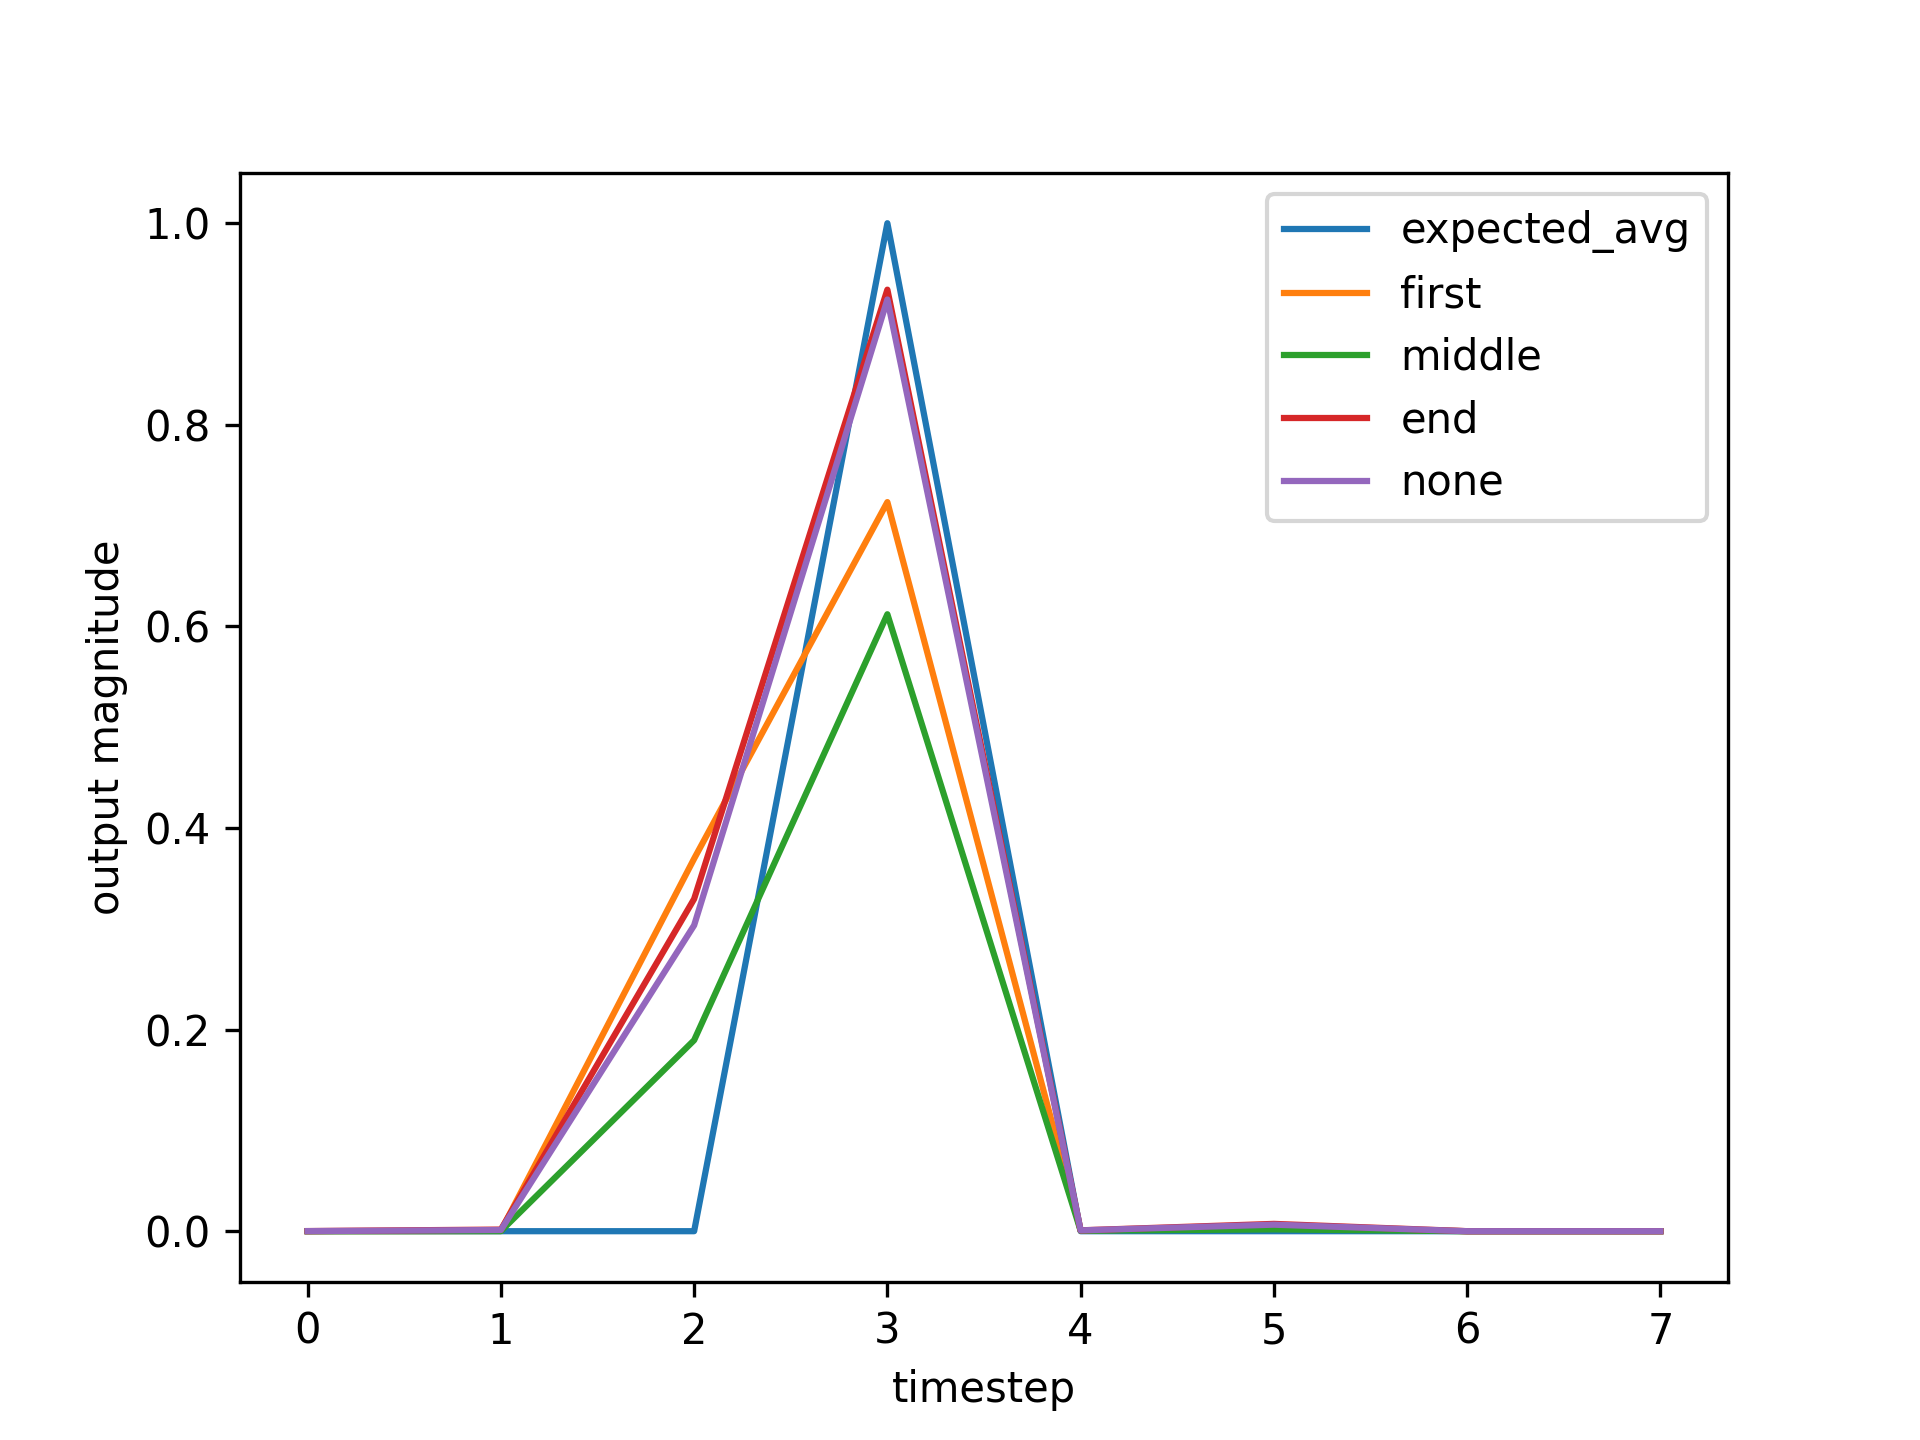 expected_avg
first
middle
end
none
1.0
0.8
0.6
0.4
0.2
0.0
output magnitude
0 1 2 3 4 5 6 7
timestep